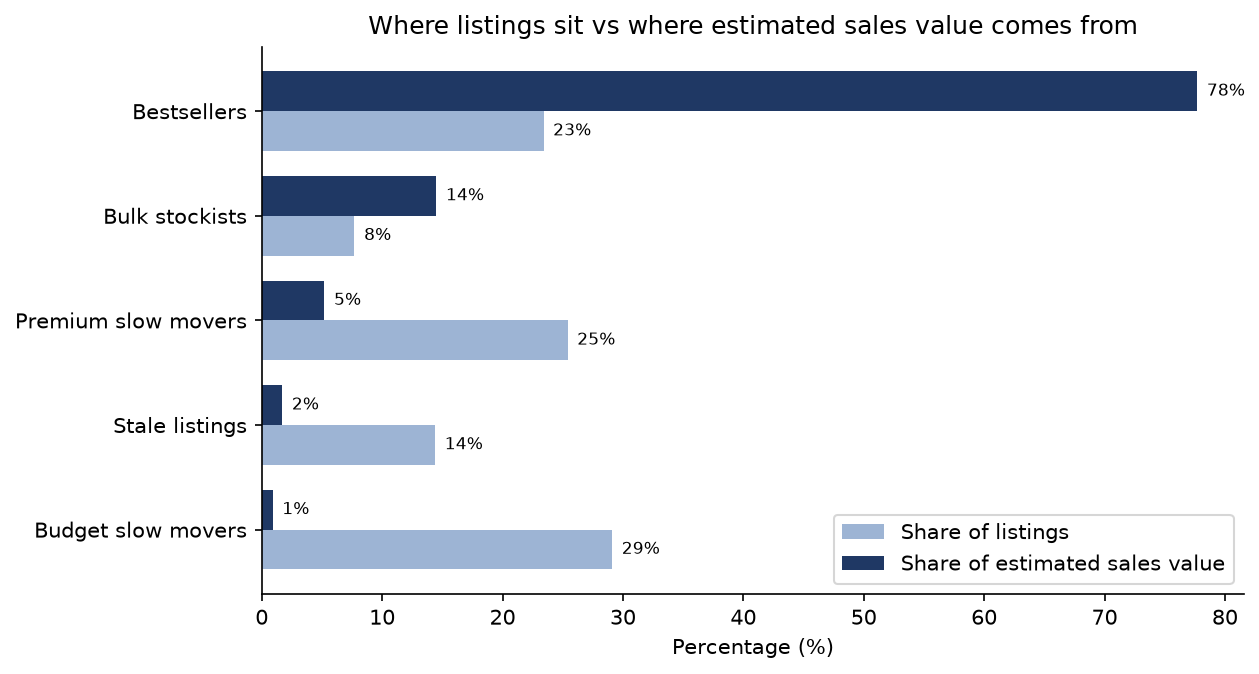 Where listings sit vs where estimated sales value comes from
Bestsellers
78%
23%
Bulk stockists
14%
8%
Premium slow movers
5%
25%
Stale listings
2%
14%
Budget slow movers
1%
29%
Share of listings
Share of estimated sales value
0 10 20 30 40 50 60 70 80
Percentage (%)